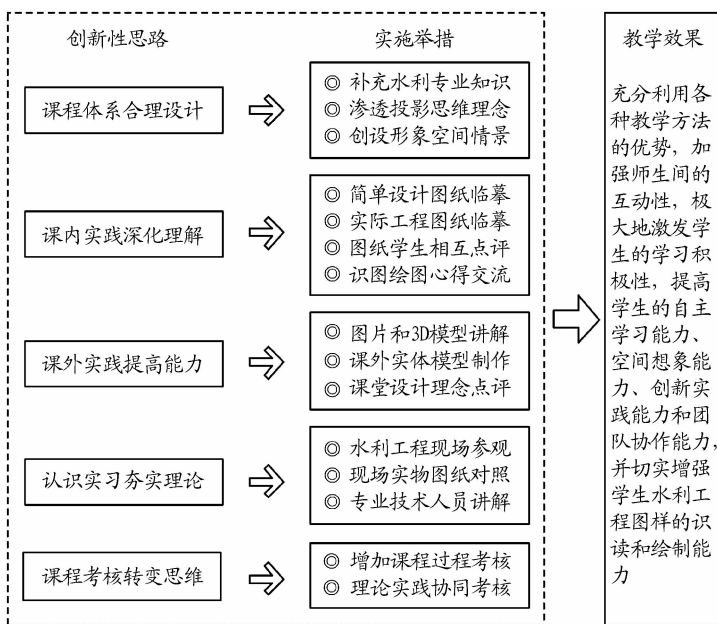 创新性思路
实施举措
课程体系合理设计
◎ 补充水利专业知识
◎ 渗透投影思维理念
◎ 创设形象空间情景
课内实践深化理解
◎ 简单设计图纸临摹
◎ 实际工程图纸临摹
◎ 图纸学生相互点评
◎ 识图绘图心得交流
课外实践提高能力
◎ 图片和3D模型讲解
◎ 课外实体模型制作
◎ 课堂设计理念点评
认识实习夯实理论
◎ 水利工程现场参观
◎ 现场实物图纸对照
◎ 专业技术人员讲解
课程考核转变思维
◎ 增加课程过程考核
◎ 理论实践协同考核
教学效果
充分利用各
种教学方法
的优势，加
强师生间的
互动性，极
大地激发学
生的学习积
极性，提高
学生的自主
学习能力、
空间想象能
力、创新实
践能力和团
队协作能力，
并切实增强
学生水利工
程图样的识
读和绘制能
力